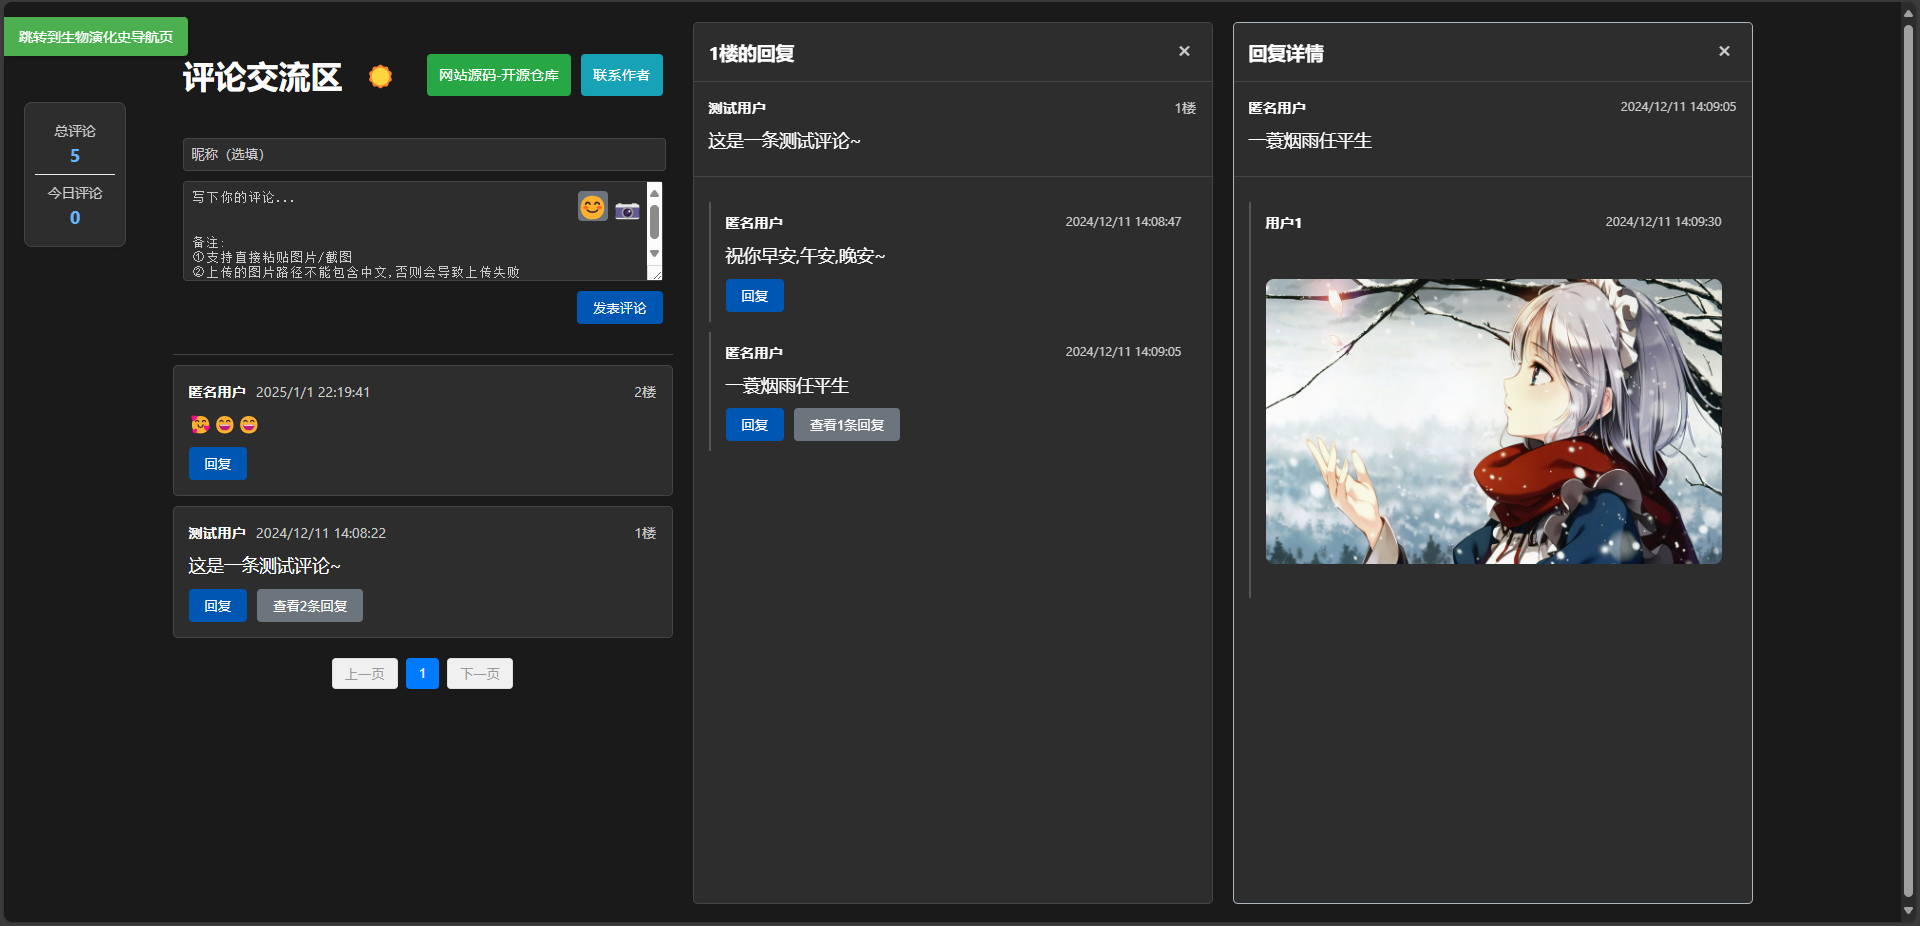 跳转到生物演化史导航页
评论交流区
网站源码-开源仓库
联系作者
总评论
5
今日评论
0
昵称（选填）
写下你的评论...
备注:
①支持直接粘贴图片/截图
②上传的图片路径不能包含中文,否则会导致上传失败
发表评论
匿名用户 2025/1/1 22:19:41 2楼
回复
测试用户 2024/12/11 14:08:22 1楼
这是一条测试评论~
回复 查看2条回复
上一页 1 下一页
1楼的回复 ×
测试用户 1楼
这是一条测试评论~
匿名用户 2024/12/11 14:08:47
祝你早安,午安,晚安~
回复
匿名用户 2024/12/11 14:09:05
一蓑烟雨任平生
回复 查看1条回复
回复详情 ×
匿名用户 2024/12/11 14:09:05
一蓑烟雨任平生
用户1 2024/12/11 14:09:30